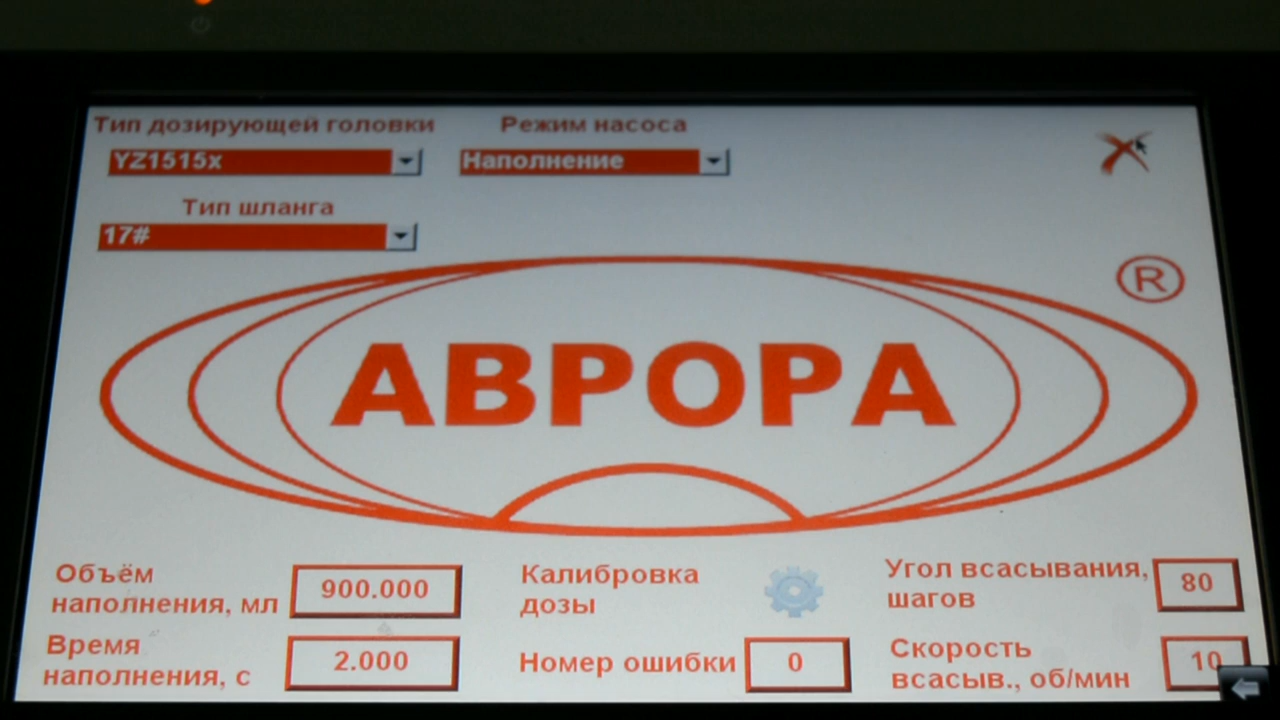 Тип дозирующей головки
Режим насоса
YZ1515x
Наполнение
Тип шланга
17#
®
АВРОРА
Объём
наполнения, мл
900.000
Калибровка
дозы
Угол всасывания,
шагов
80
Время
наполнения, с
2.000
Номер ошибки
0
Скорость
всасыв., об/мин
10